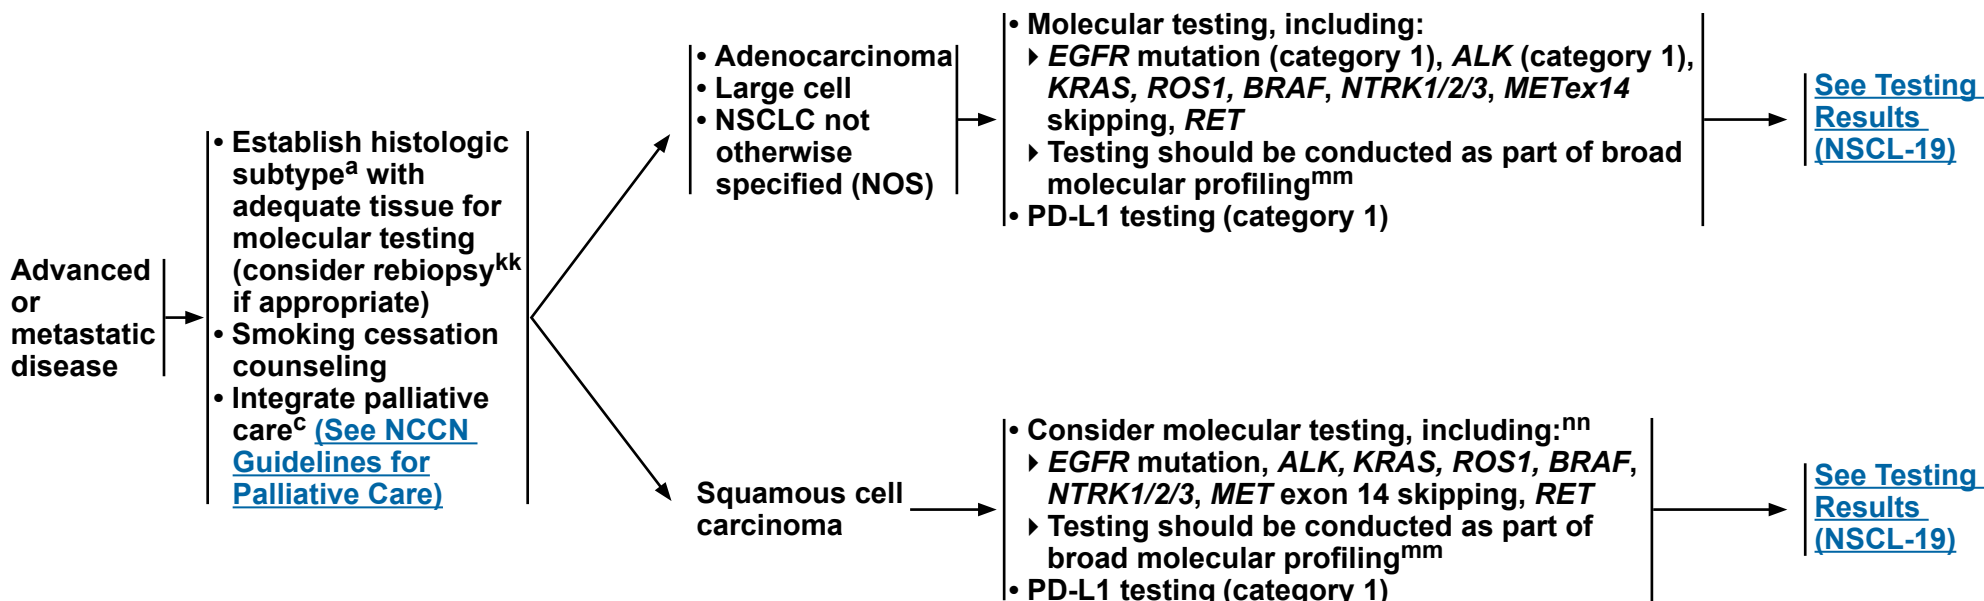 Advanced
or
metastatic
disease
• Establish histologic
subtypea with
adequate tissue for
molecular testing
(consider rebiopsykk
if appropriate)
• Smoking cessation
counseling
• Integrate palliative
carec (See NCCN
Guidelines for
Palliative Care)
• Adenocarcinoma
• Large cell
• NSCLC not
otherwise
specified (NOS)
• Molecular testing, including:
EGFR mutation (category 1), ALK (category 1),
KRAS, ROS1, BRAF, NTRK1/2/3, METex14
skipping, RET
Testing should be conducted as part of broad
molecular profilingmm
• PD-L1 testing (category 1)
See Testing
Results
(NSCL-19)
Squamous cell
carcinoma
• Consider molecular testing, including:nn
EGFR mutation, ALK, KRAS, ROS1, BRAF,
NTRK1/2/3, MET exon 14 skipping, RET
Testing should be conducted as part of
broad molecular profilingmm
• PD-L1 testing (category 1)
See Testing
Results
(NSCL-19)